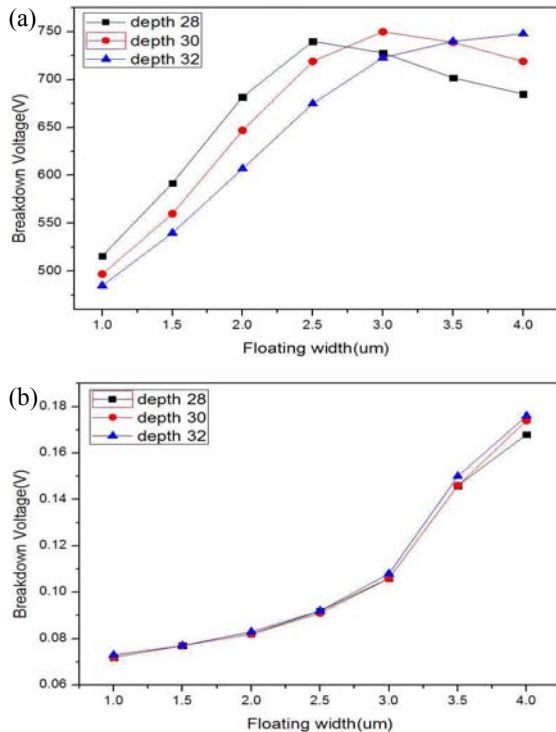 (a)
depth 28
depth 30
depth 32
Breakdown Voltage(V)
750
700
650
600
550
500
1.0 1.5 2.0 2.5 3.0 3.5 4.0
Floating width(um)
(b)
depth 28
depth 30
depth 32
Breakdown Voltage(V)
0.18
0.16
0.14
0.12
0.10
0.08
0.06
1.0 1.5 2.0 2.5 3.0 3.5 4.0
Floating width(um)